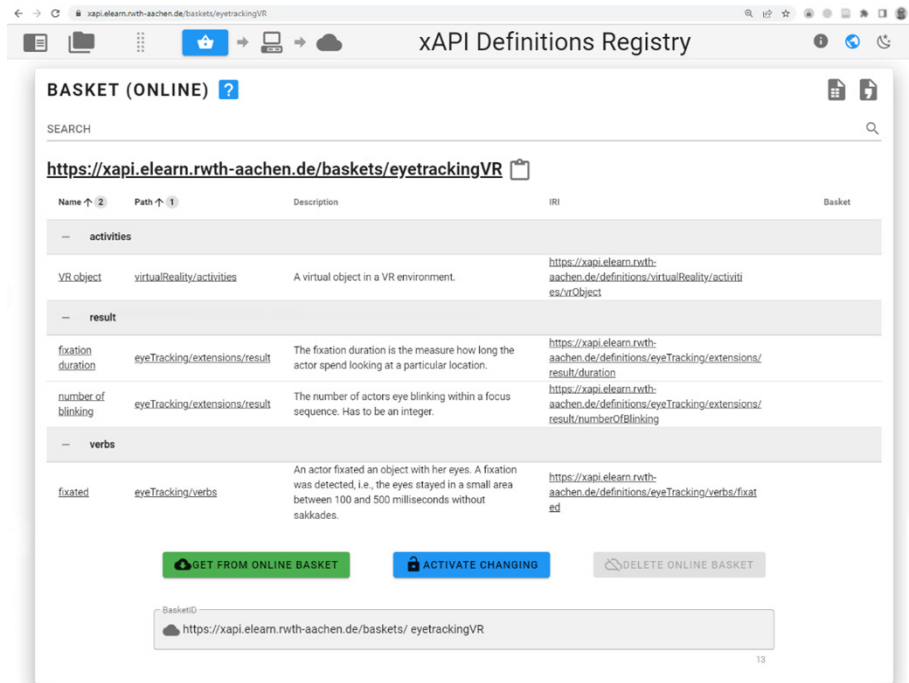 xapi.elearn.rwth-aachen.de/baskets/eyetrackingVR
xAPI Definitions Registry
BASKET (ONLINE) ?
SEARCH
https://xapi.elearn.rwth-aachen.de/baskets/eyetrackingVR
Name ↑ 2 Path ↑ 1 Description IRI Basket
— activities
VR object virtualReality/activities A virtual object in a VR environment.
https://xapi.elearn.rwth-
aachen.de/definitions/virtualReality/activiti
es/vrObject
— result
fixation
duration
eyeTracking/extensions/result
The fixation duration is the measure how long the
actor spend looking at a particular location.
https://xapi.elearn.rwth-
aachen.de/definitions/eyeTracking/extensions/
result/duration
number of
blinking
eyeTracking/extensions/result
The number of actors eye blinking within a focus
sequence. Has to be an integer.
https://xapi.elearn.rwth-
aachen.de/definitions/eyeTracking/extensions/
result/numberOfBlinking
— verbs
fixated
eyeTracking/verbs
An actor fixated an object with her eyes. A fixation
was detected, i.e., the eyes stayed in a small area
between 100 and 500 milliseconds without
sakkades.
https://xapi.elearn.rwth-
aachen.de/definitions/eyeTracking/verbs/fixat
ed
GET FROM ONLINE BASKET
ACTIVATE CHANGING
DELETE ONLINE BASKET
BasketID
https://xapi.elearn.rwth-aachen.de/baskets/ eyetrackingVR
13